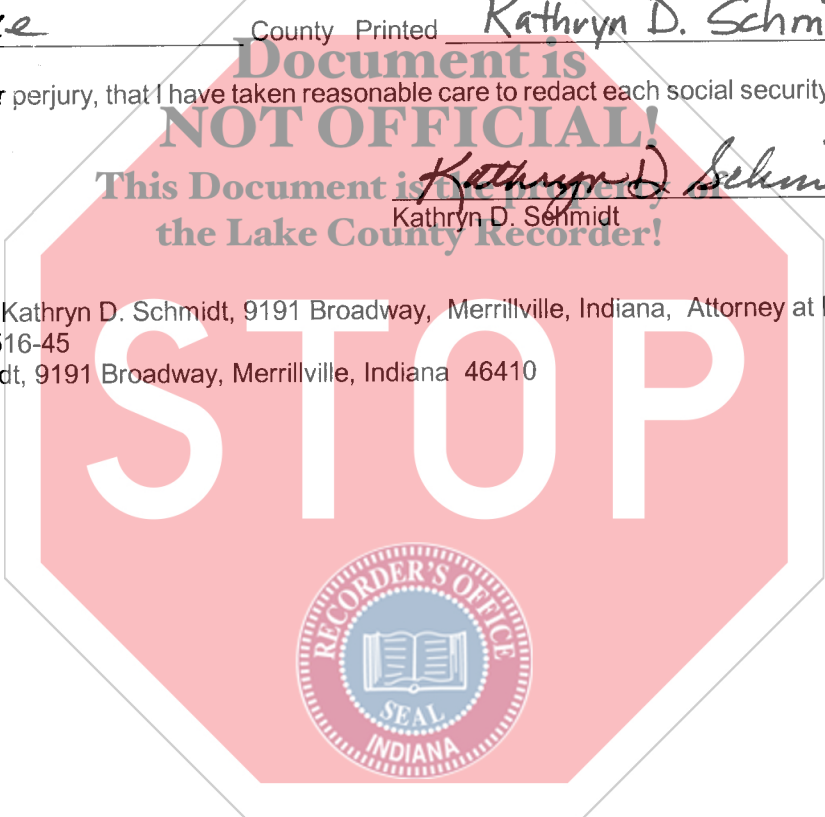 County Printed Kathryn D. Schm
Document is
perjury, that I have taken reasonable care to redact each social security
NOT OFFICIAL!
Kathryn D Schm
This Document is the property of
Kathryn D. Schmidt
the Lake County Recorder!
Kathryn D. Schmidt, 9191 Broadway, Merrillville, Indiana, Attorney at
516-45
dt, 9191 Broadway, Merrillville, Indiana 46410
STOP
RECORDER'S OFFICE
SEAL
INDIANA